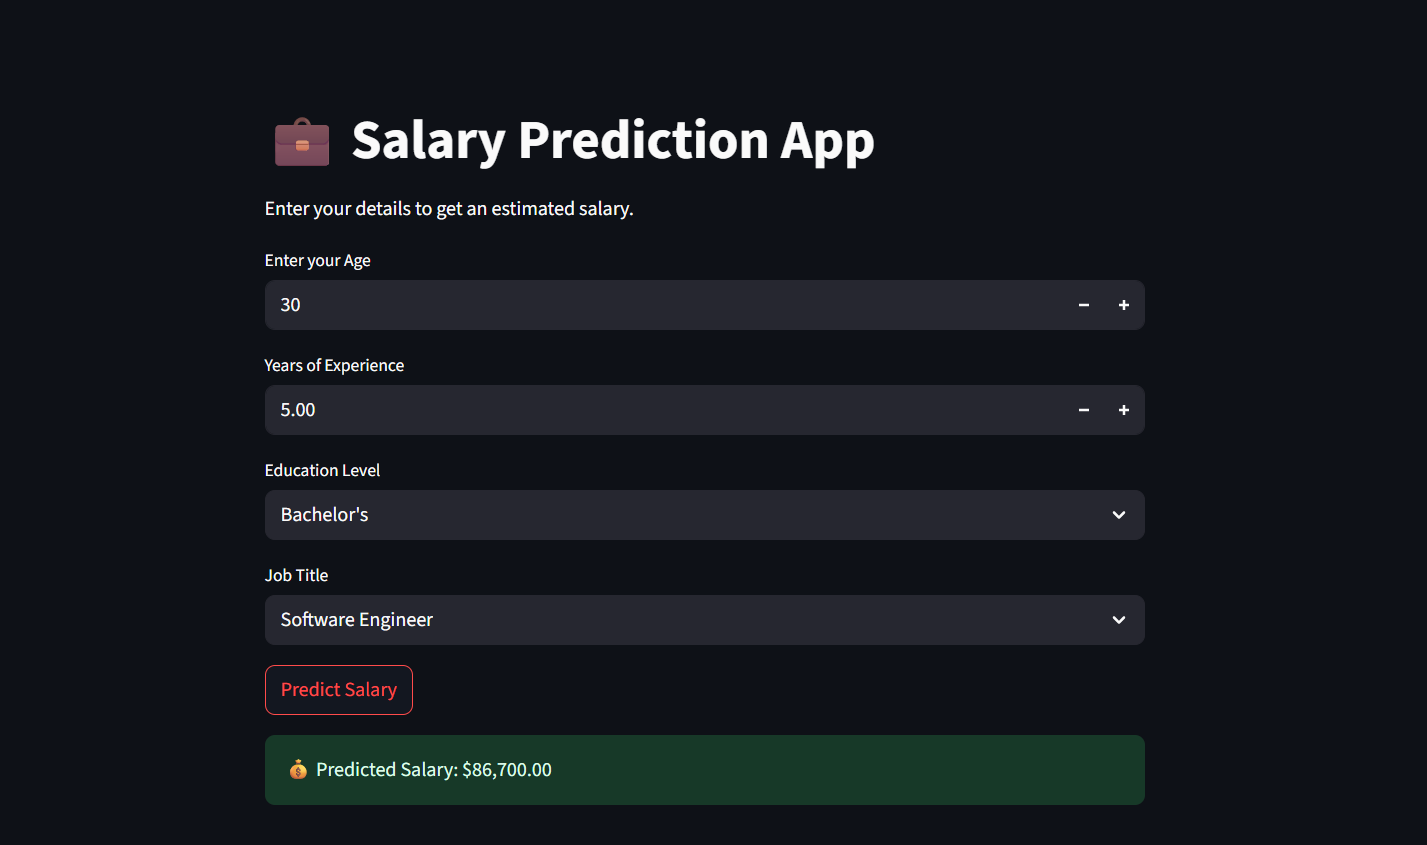 Salary Prediction App
Enter your details to get an estimated salary.
Enter your Age
30
Years of Experience
5.00
Education Level
Bachelor's
Job Title
Software Engineer
Predict Salary
Predicted Salary: $86,700.00